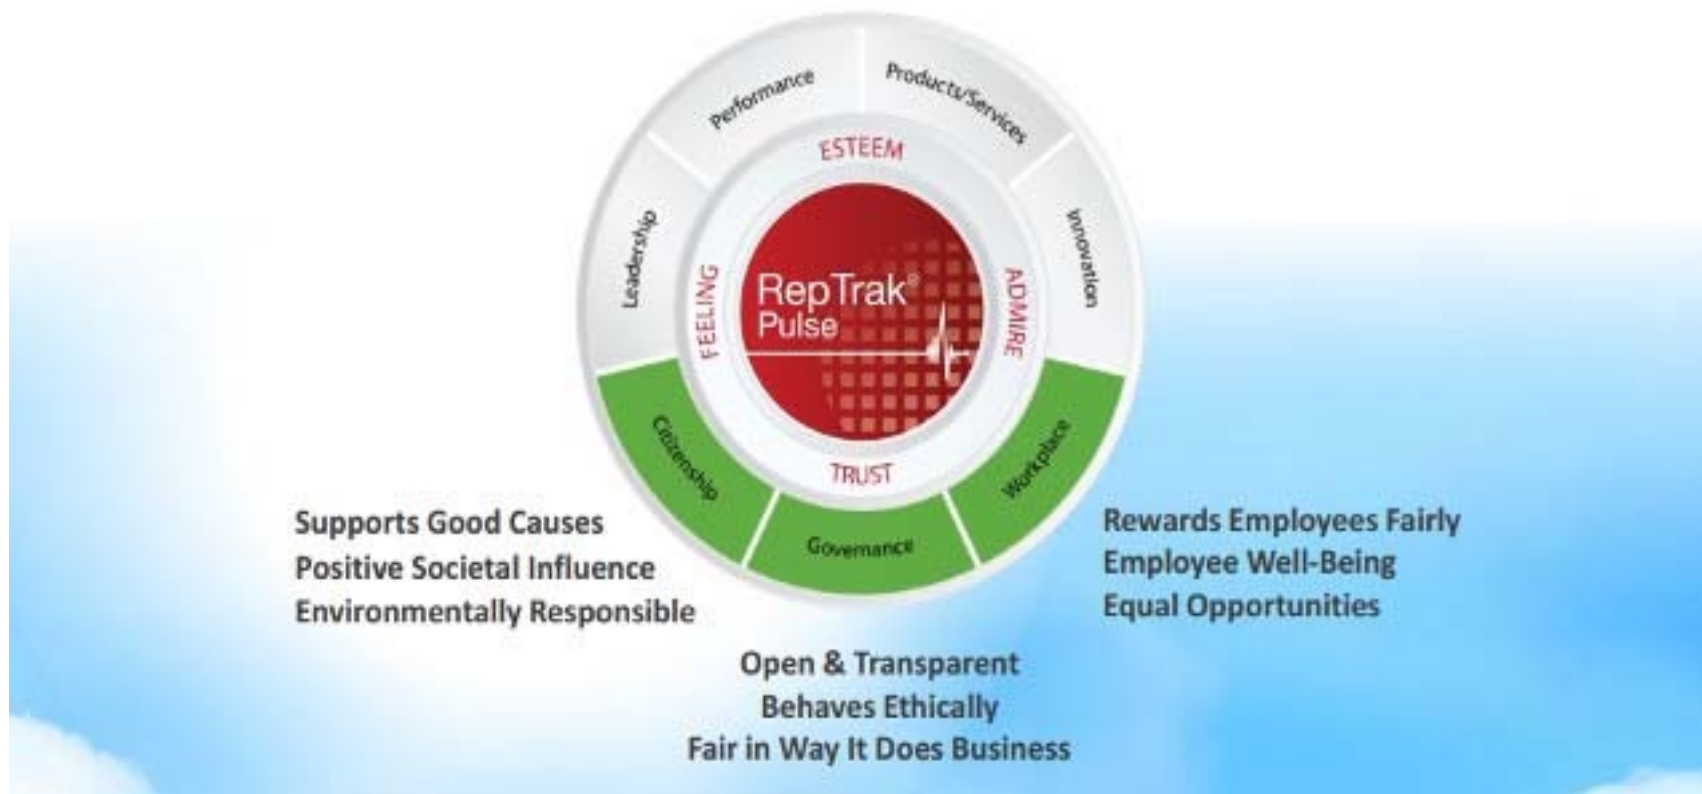 Performance
Products/Services
Leadership
Innovation
ESTEEM
FEELING
ADMIRE
TRUST
RepTrak®
Pulse
Citizenship
Governance
Workplace
Supports Good Causes
Positive Societal Influence
Environmentally Responsible
Rewards Employees Fairly
Employee Well-Being
Equal Opportunities
Open & Transparent
Behaves Ethically
Fair in Way It Does Business